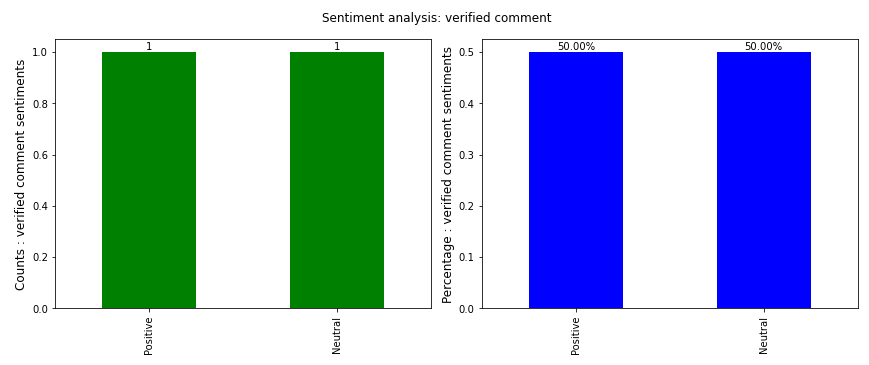 Sentiment analysis: verified comment
Counts : verified comment sentiments
1.0
0.8
0.6
0.4
0.2
0.0
1
1
Positive
Neutral
Percentage : verified comment sentiments
0.5
0.4
0.3
0.2
0.1
0.0
50.00%
50.00%
Positive
Neutral